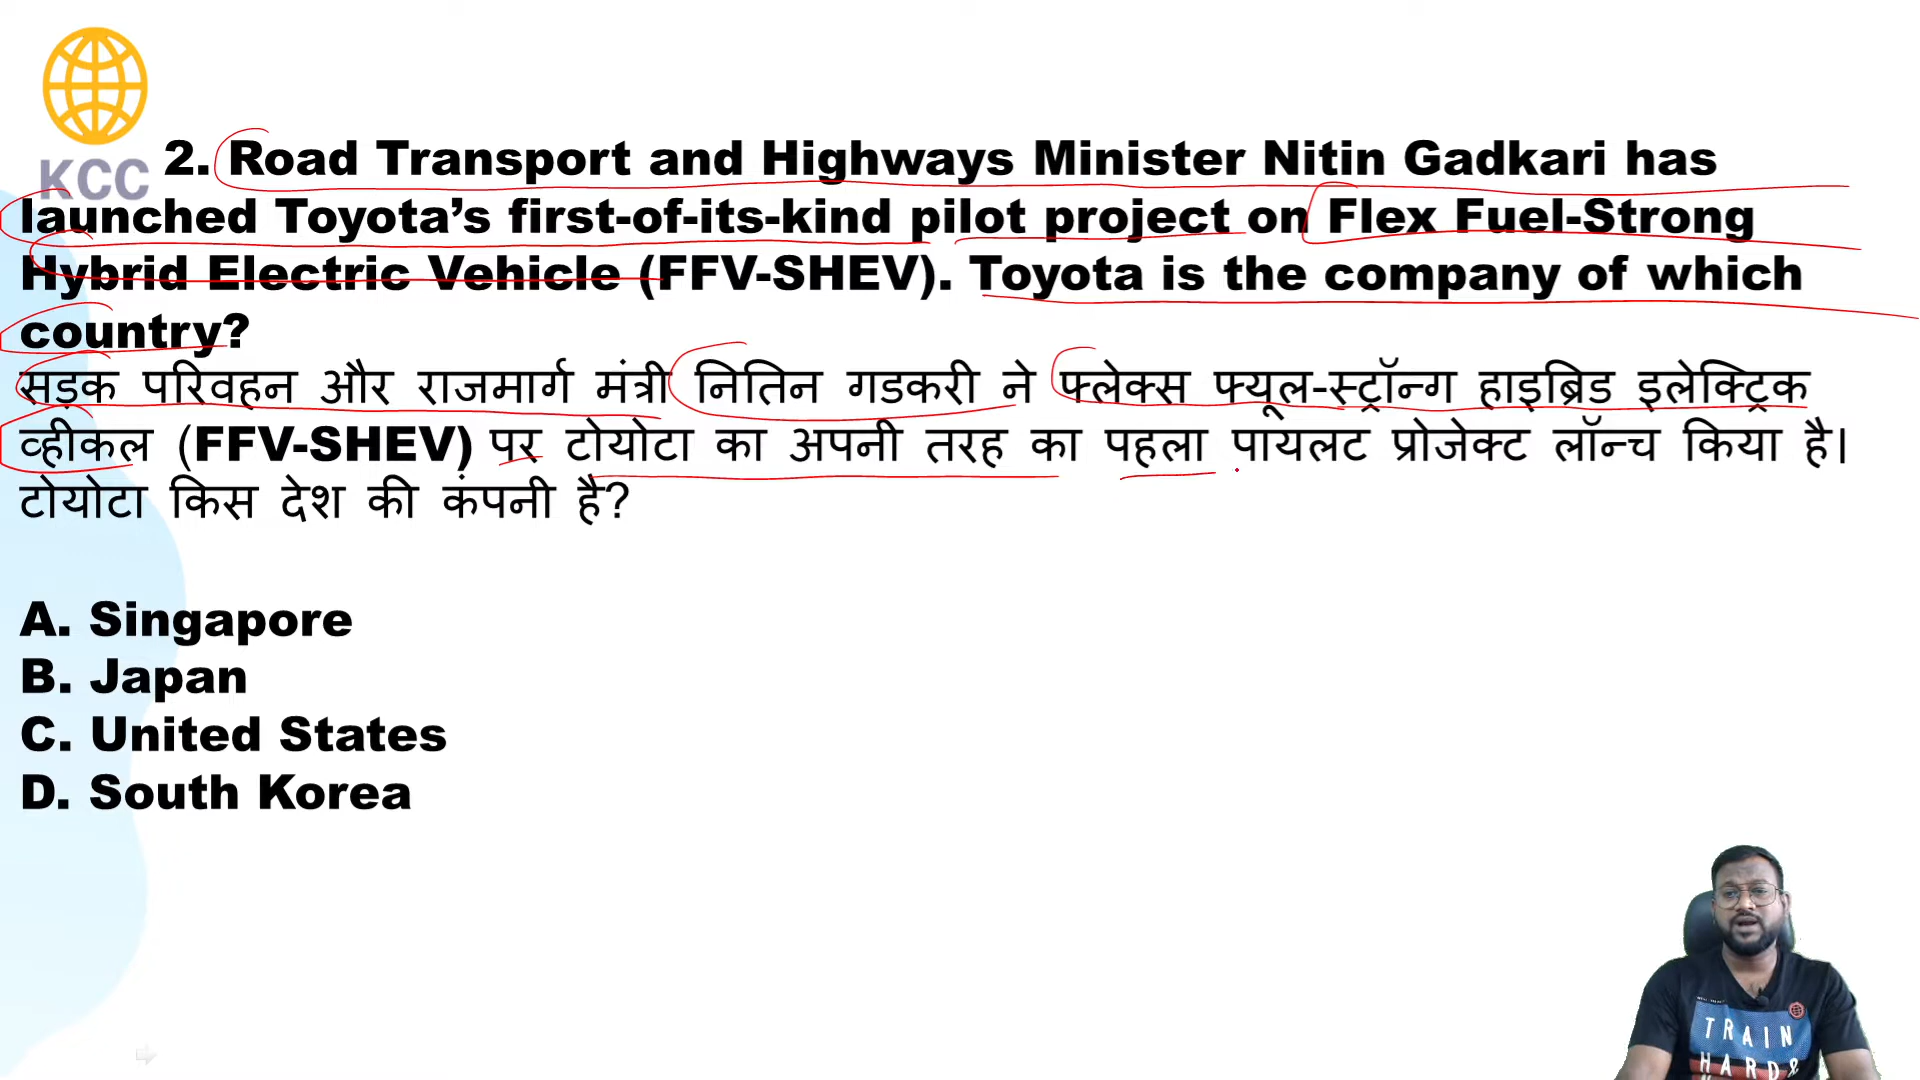 KCC
2. Road Transport and Highways Minister Nitin Gadkari has
launched Toyota’s first-of-its-kind pilot project on Flex Fuel-Strong
Hybrid Electric Vehicle (FFV-SHEV). Toyota is the company of which
country?
सड़क परिवहन और राजमार्ग मंत्री नितिन गडकरी ने फ्लेक्स फ्यूल-स्ट्रॉन्ग हाइब्रिड इलेक्ट्रिक
व्हीकल (FFV-SHEV) पर टोयोटा का अपनी तरह का पहला पायलट प्रोजेक्ट लॉन्च किया है।
टोयोटा किस देश की कंपनी है?
A. Singapore
B. Japan
C. United States
D. South Korea
TRAIN
HARD&